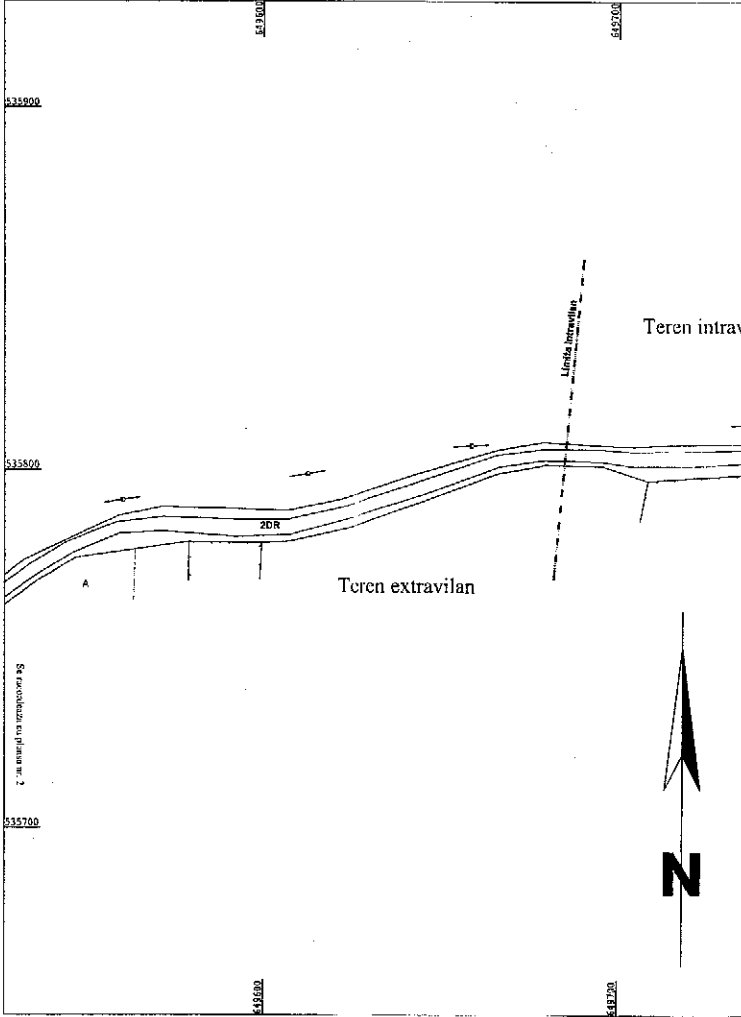 649600
649700
535900
Limita intravilan
Teren intrav
535800
2DR
A
Teren extravilan
Se racordeaza cu plansa nr. 2
535700
N
649600
649700